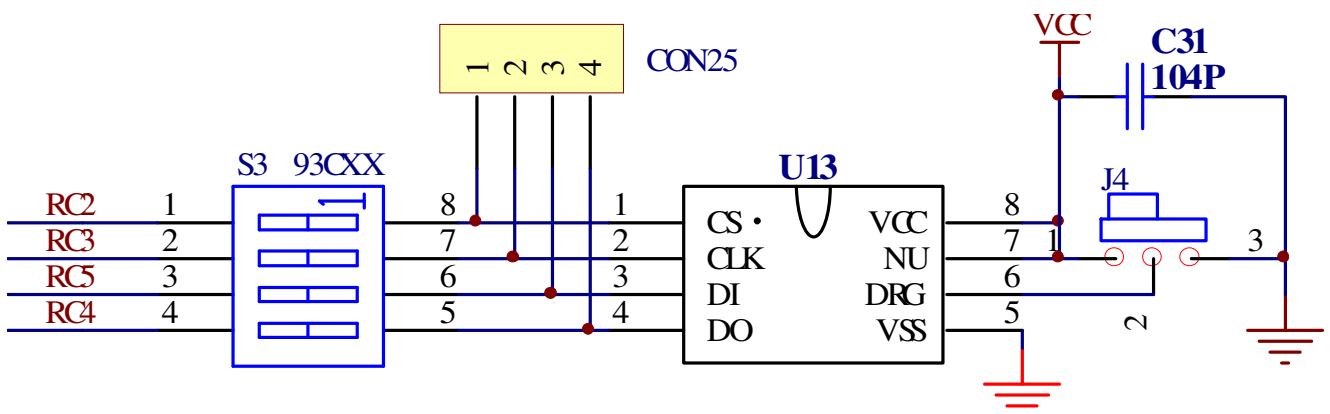 VCC
C31
104P
1 2 3 4
CON25
S3 93CXX
U13
J4
RC2 1 8 1 CS VCC 8
RC3 2 7 2 CLK NU 7 1 3
RC5 3 6 3 DI DRG 6
RC4 4 5 4 DO VSS 5 2
1